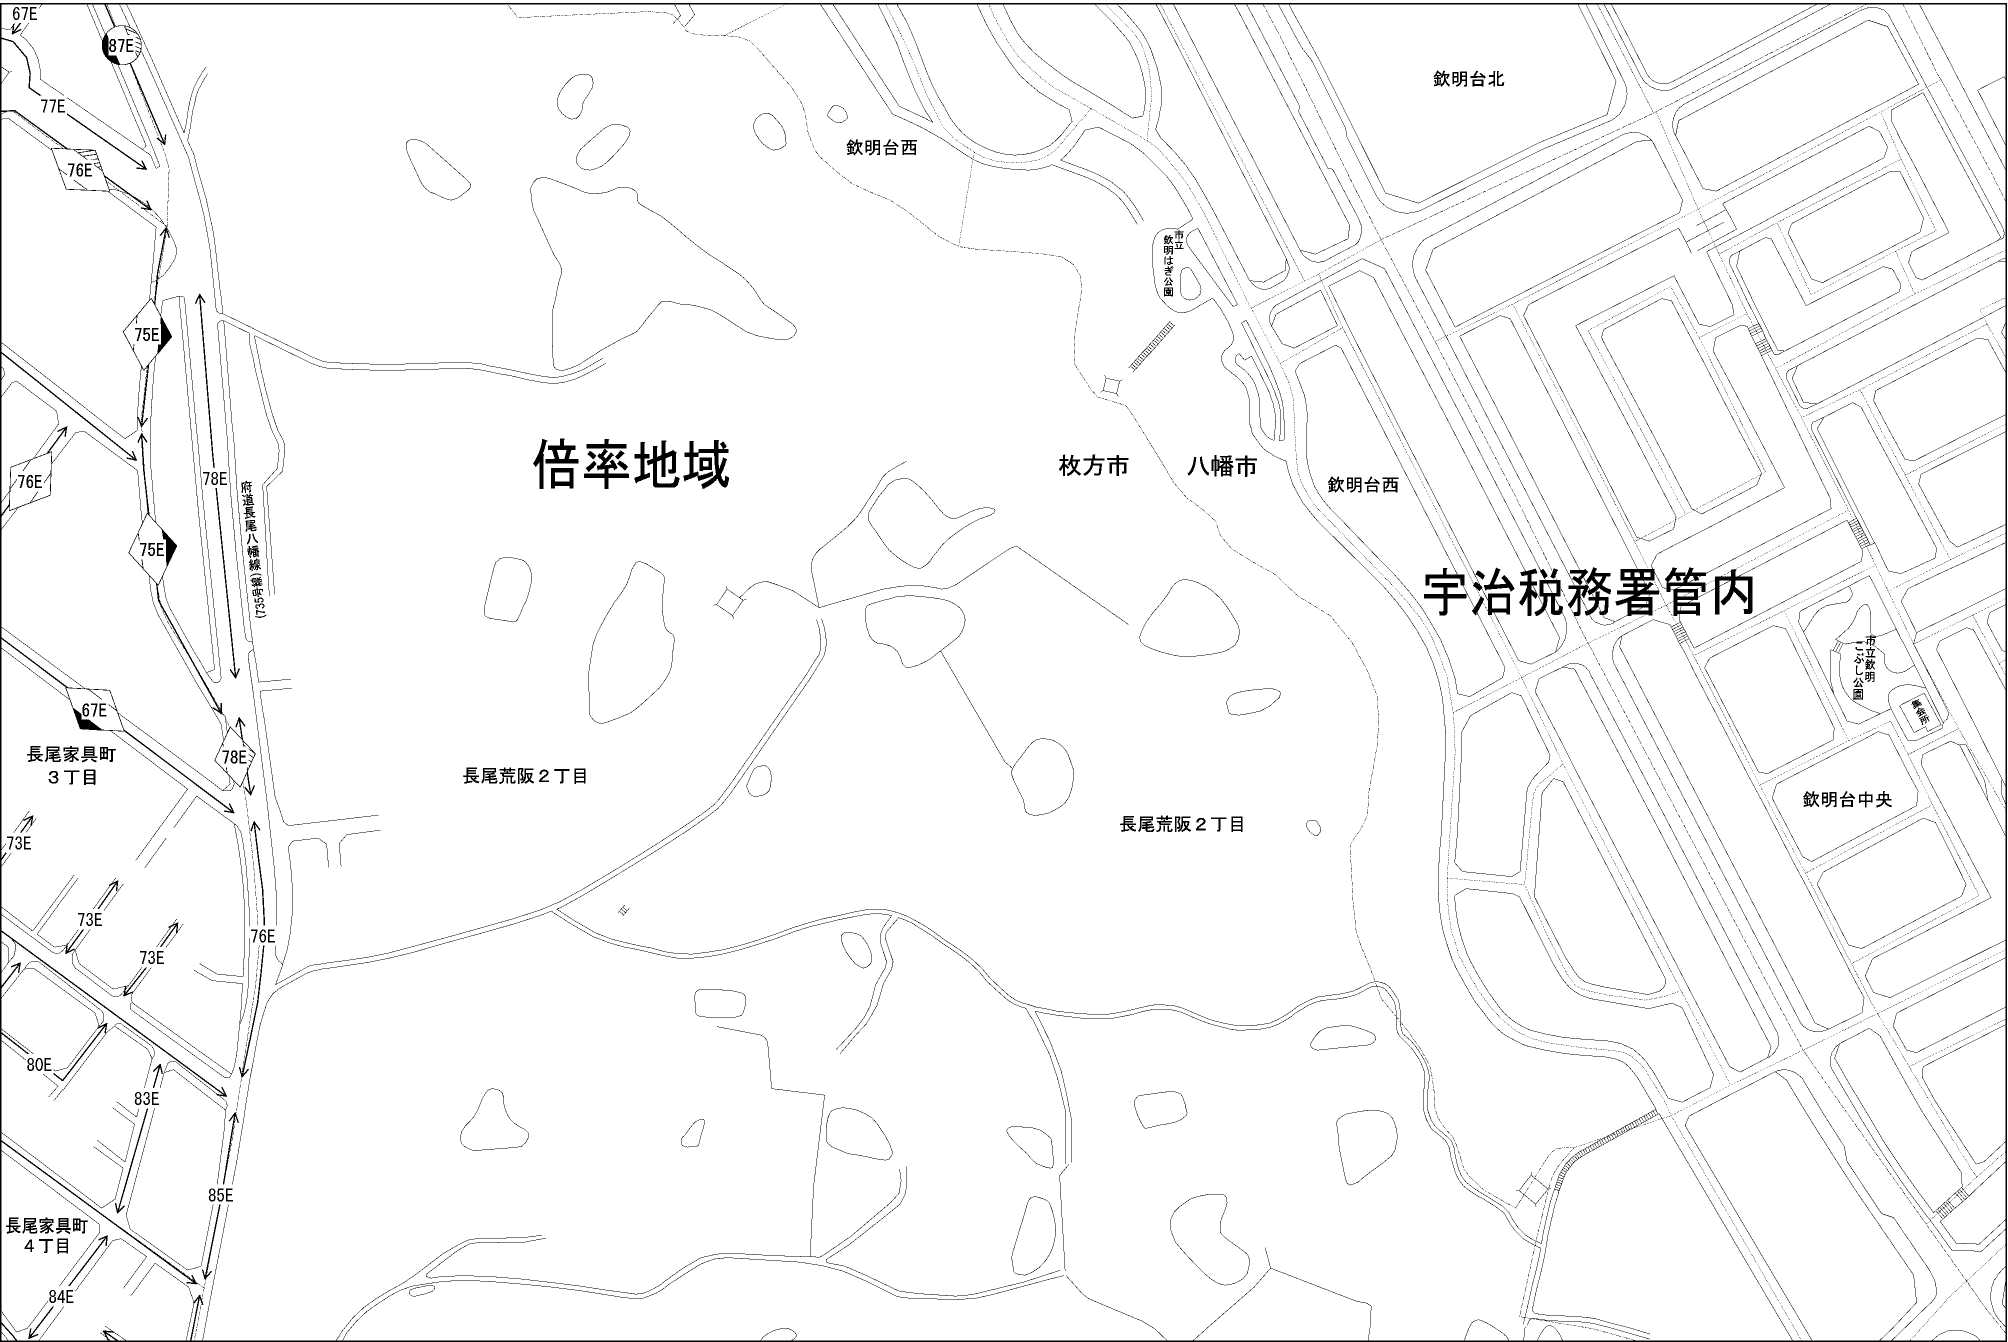 67E
87E
欽明台北
77E
欽明台西
76E
市立
欽明はぎ公園
75E
倍率地域
枚方市
八幡市
78E
76E
欽明台西
府道長尾八幡線
(735号線)
75E
宇治税務署管内
市立欽明
こぶし公園
67E
集会所
長尾家具町
3丁目
78E
長尾荒阪2丁目
欽明台中央
長尾荒阪2丁目
73E
73E
76E
73E
80E
83E
85E
長尾家具町
4丁目
84E